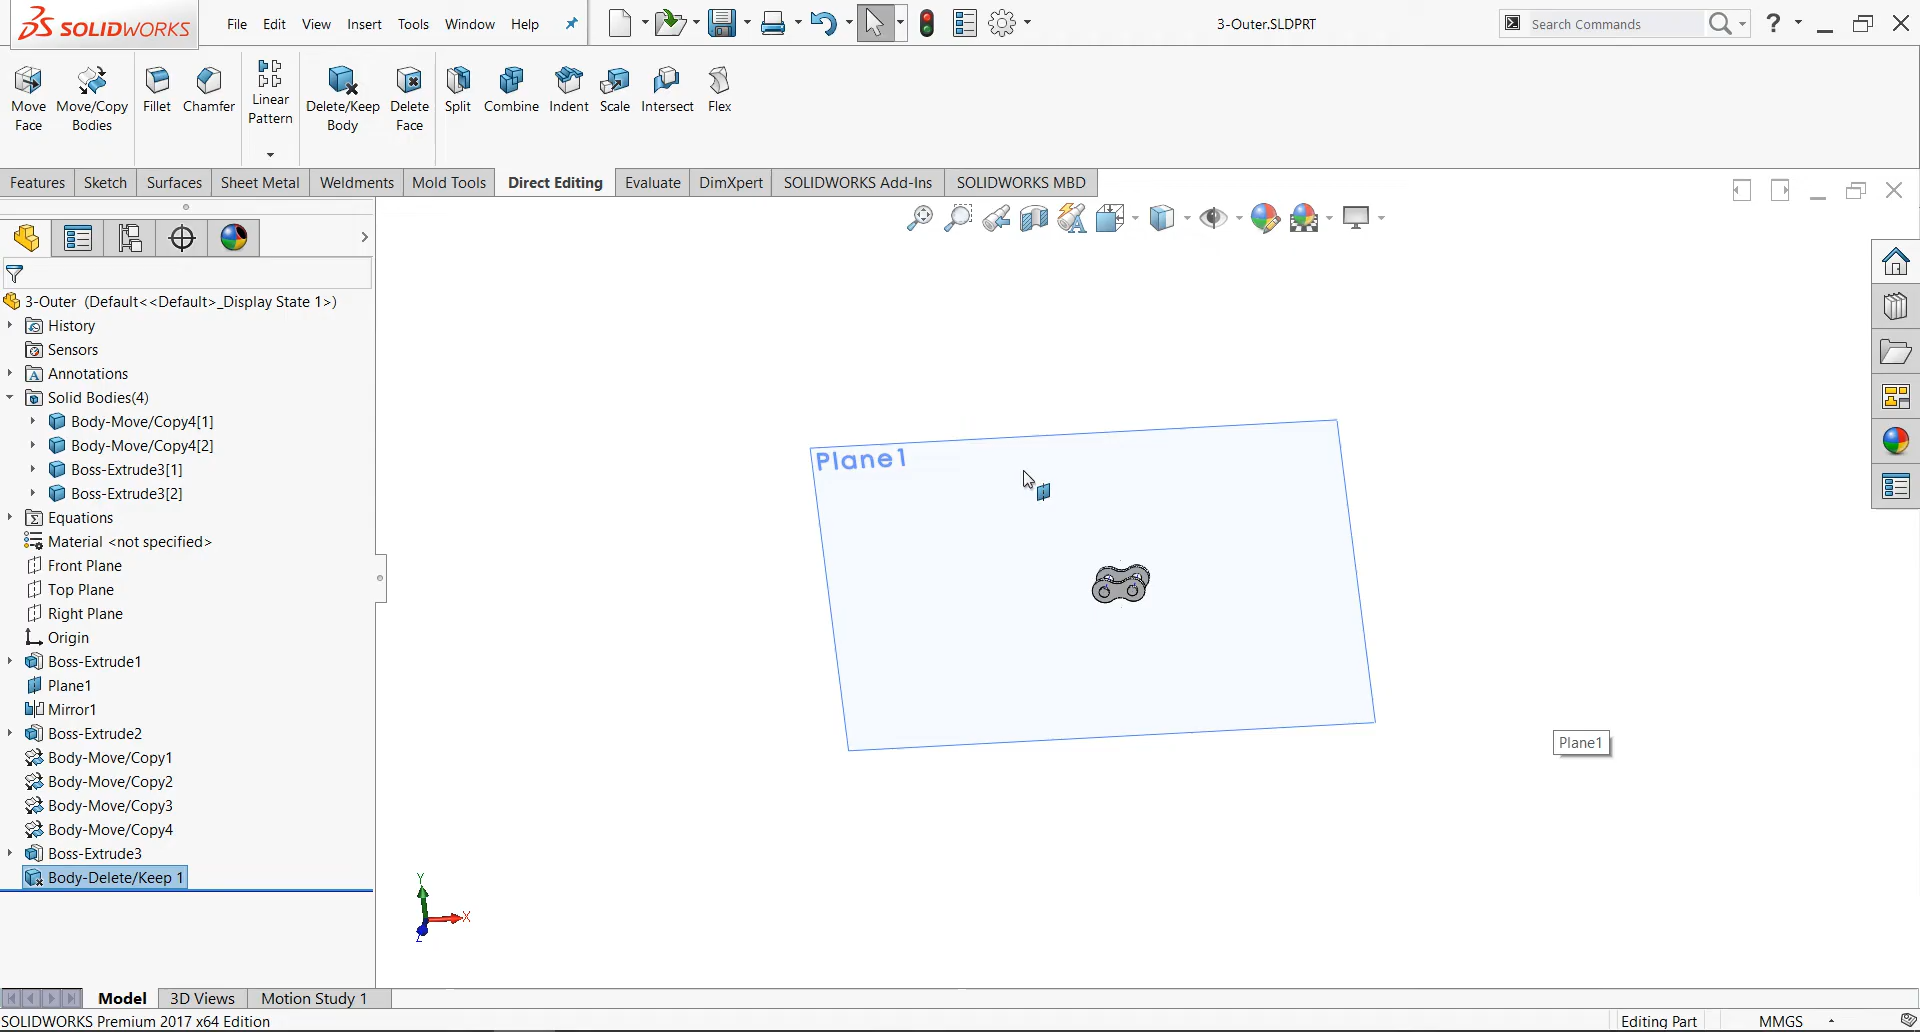 SOLIDWORKS File Edit View Insert Tools Window Help 3-Outer.SLDPRT Search Commands ?
Move Face Move/Copy Bodies Fillet Chamfer Linear Pattern Delete/Keep Body Delete Face Split Combine Indent Scale Intersect Flex
Features Sketch Surfaces Sheet Metal Weldments Mold Tools Direct Editing Evaluate DimXpert SOLIDWORKS Add-Ins SOLIDWORKS MBD
3-Outer (Default<<Default>_Display State 1>)
History
Sensors
Annotations
Solid Bodies(4)
Body-Move/Copy4[1]
Body-Move/Copy4[2]
Boss-Extrude3[1]
Boss-Extrude3[2]
Equations
Material <not specified>
Front Plane
Top Plane
Right Plane
Origin
Boss-Extrude1
Plane1
Mirror1
Boss-Extrude2
Body-Move/Copy1
Body-Move/Copy2
Body-Move/Copy3
Body-Move/Copy4
Boss-Extrude3
Body-Delete/Keep 1
Plane1
Plane1
Y
X
Z
Model 3D Views Motion Study 1
SOLIDWORKS Premium 2017 x64 Edition Editing Part MMGS